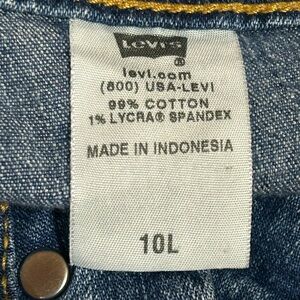 LEVI'S
®
levi.com
(800) USA-LEVI
99% COTTON
1% LYCRA® SPANDEX
MADE IN INDONESIA
10L